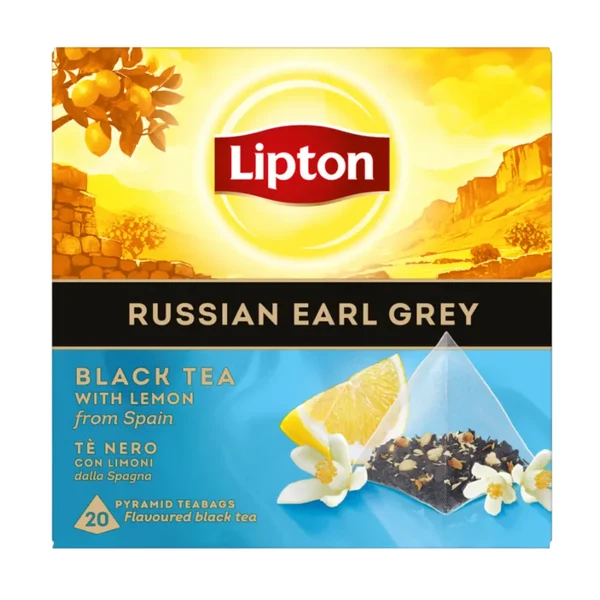 Lipton
RUSSIAN EARL GREY
BLACK TEA
WITH LEMON
from Spain
TÈ NERO
CON LIMONI
dalla Spagna
20 PYRAMID TEABAGS
Flavoured black tea